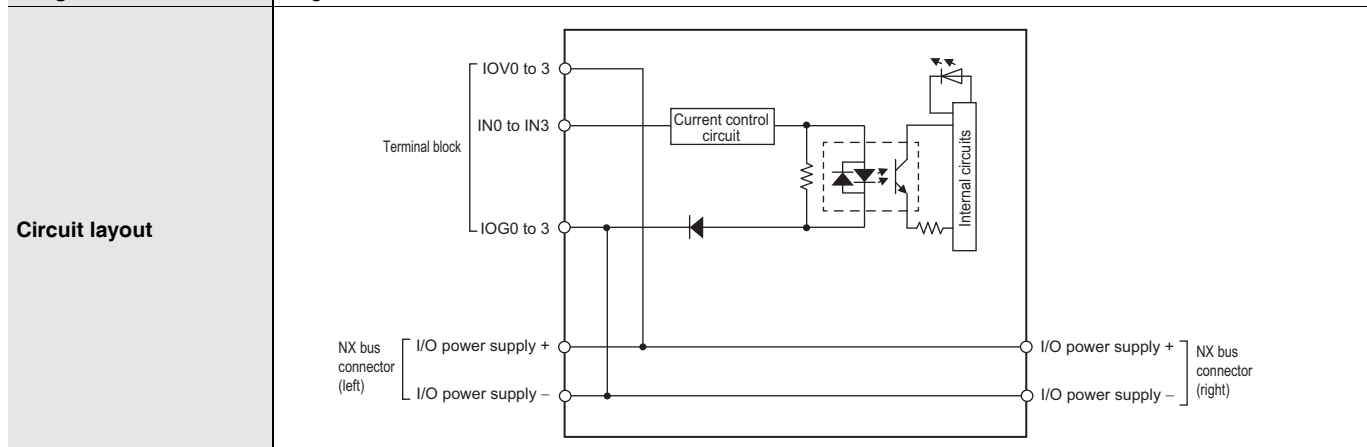 Circuit layout
Terminal block
IOV0 to 3
IN0 to IN3
IOG0 to 3
Current control
circuit
Internal circuits
NX bus
connector
(left)
I/O power supply +
I/O power supply –
I/O power supply +
I/O power supply –
NX bus
connector
(right)